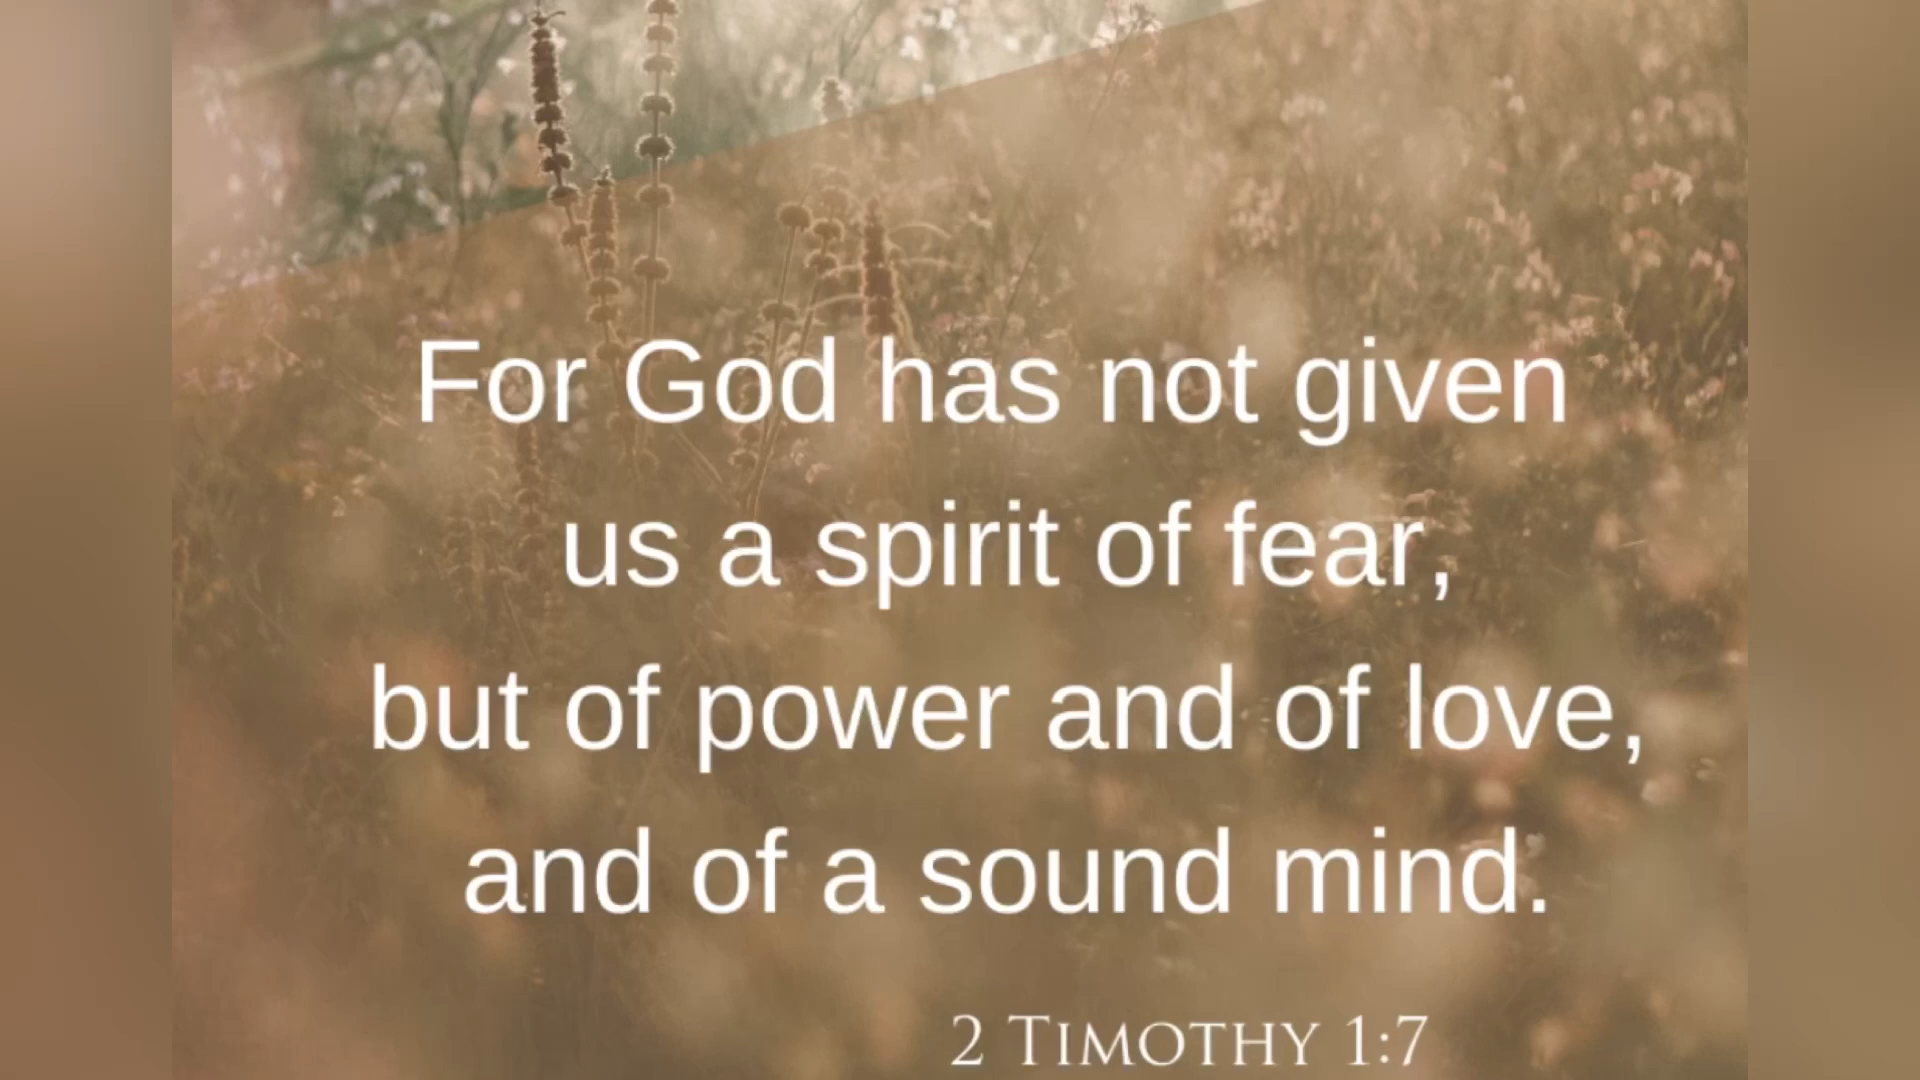 For God has not given
us a spirit of fear,
but of power and of love,
and of a sound mind.
2 TIMOTHY 1:7